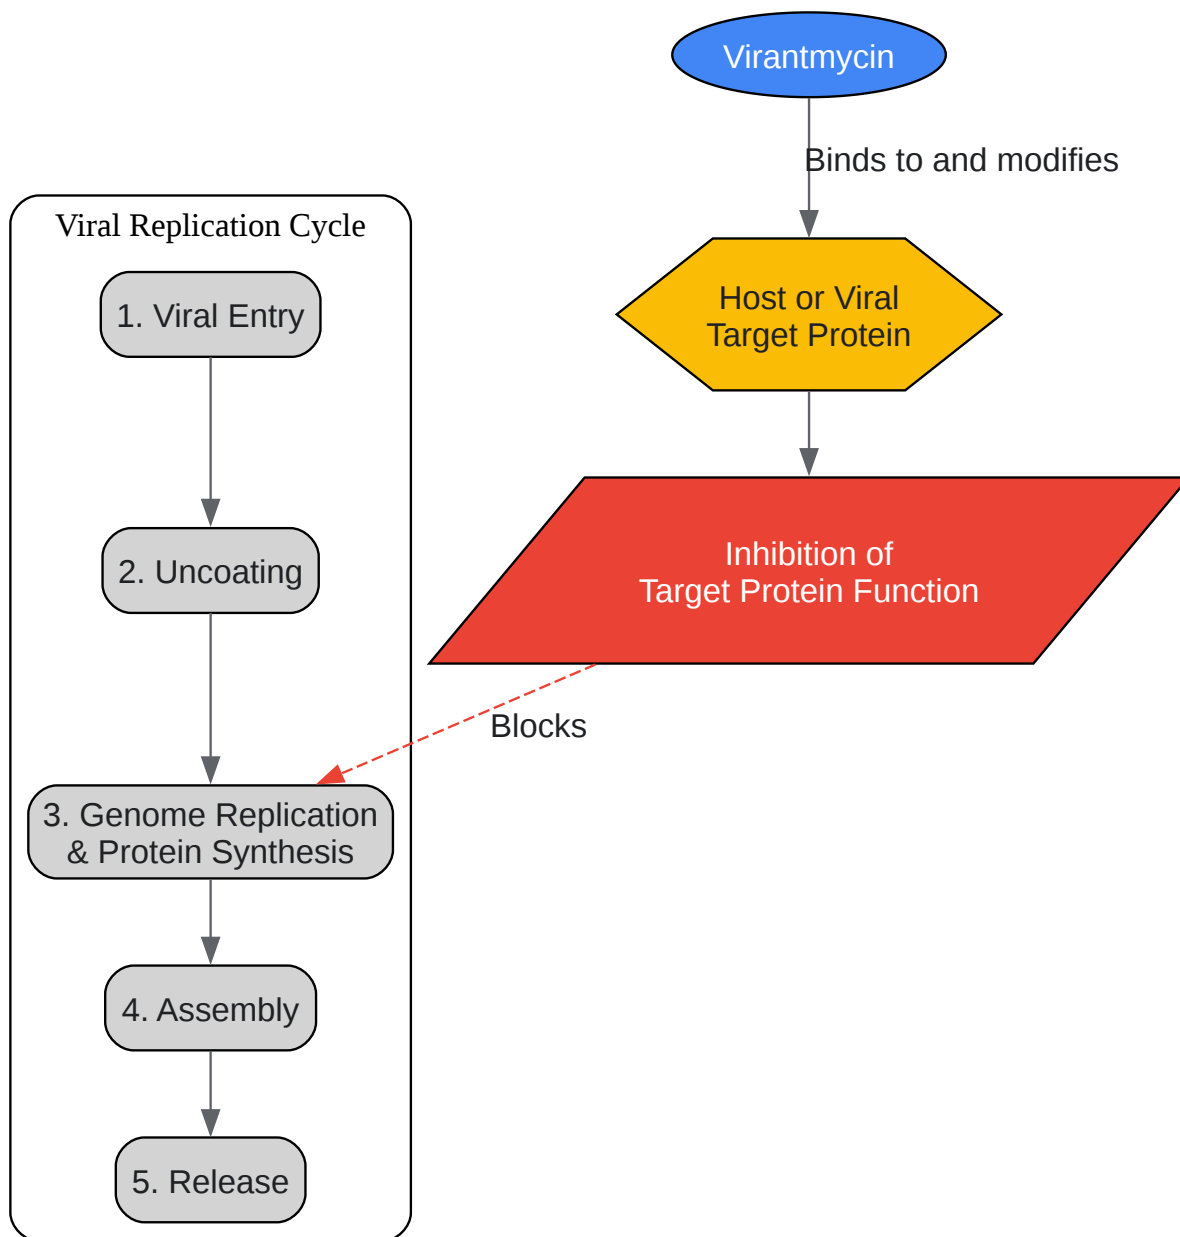 Virantmycin
Binds to and modifies
Host or Viral
Target Protein
Inhibition of
Target Protein Function
Blocks
Viral Replication Cycle
1. Viral Entry
2. Uncoating
3. Genome Replication
& Protein Synthesis
4. Assembly
5. Release